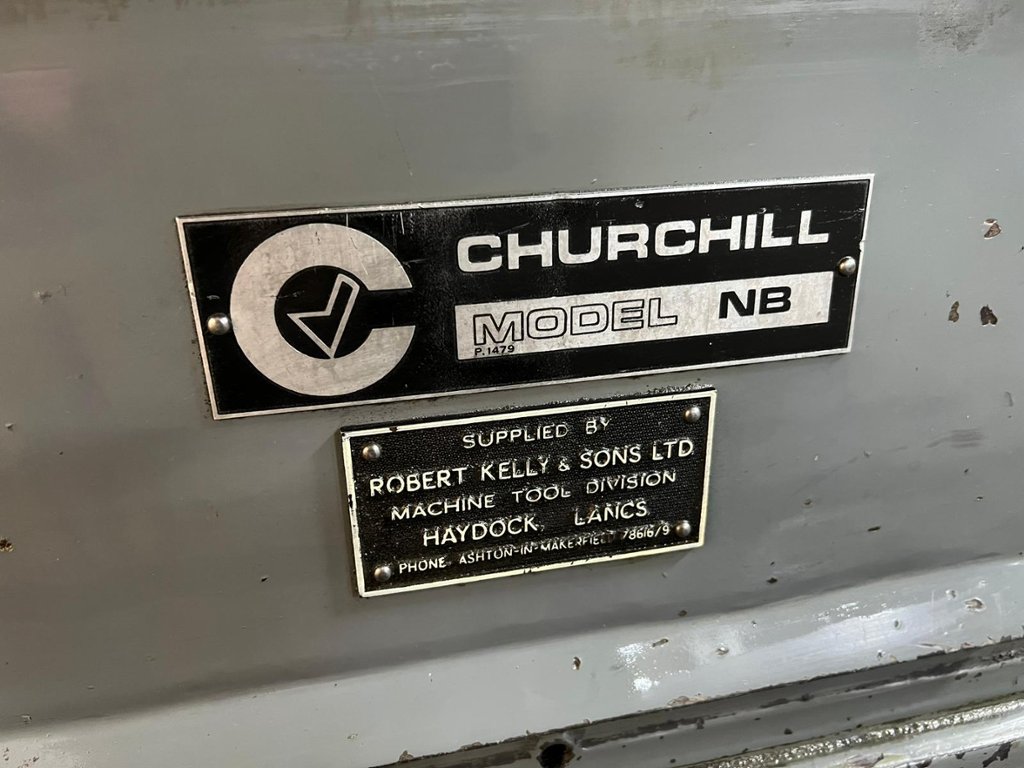 CHURCHILL
MODEL NB
P.1479
SUPPLIED BY
ROBERT KELLY & SONS LTD
MACHINE TOOL DIVISION
HAYDOCK, LANCS.
PHONE ASHTON-IN-MAKERFIELD 78616/9